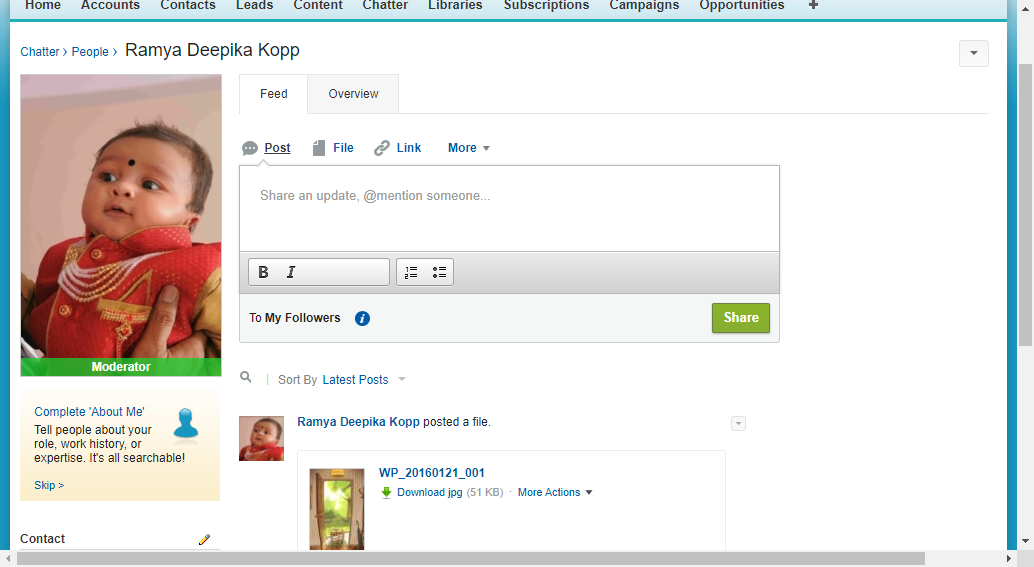 Home Accounts Contacts Leads Content Chatter Libraries Subscriptions Campaigns Opportunities +
Chatter › People › Ramya Deepika Kopp
Feed Overview
Post File Link More
Share an update, @mention someone...
B I
To My Followers i Share
Moderator
Sort By Latest Posts
Complete 'About Me'
Tell people about your
role, work history, or
expertise. It's all searchable!
Skip >
Ramya Deepika Kopp posted a file.
WP_20160121_001
Download jpg (51 KB) · More Actions
Contact